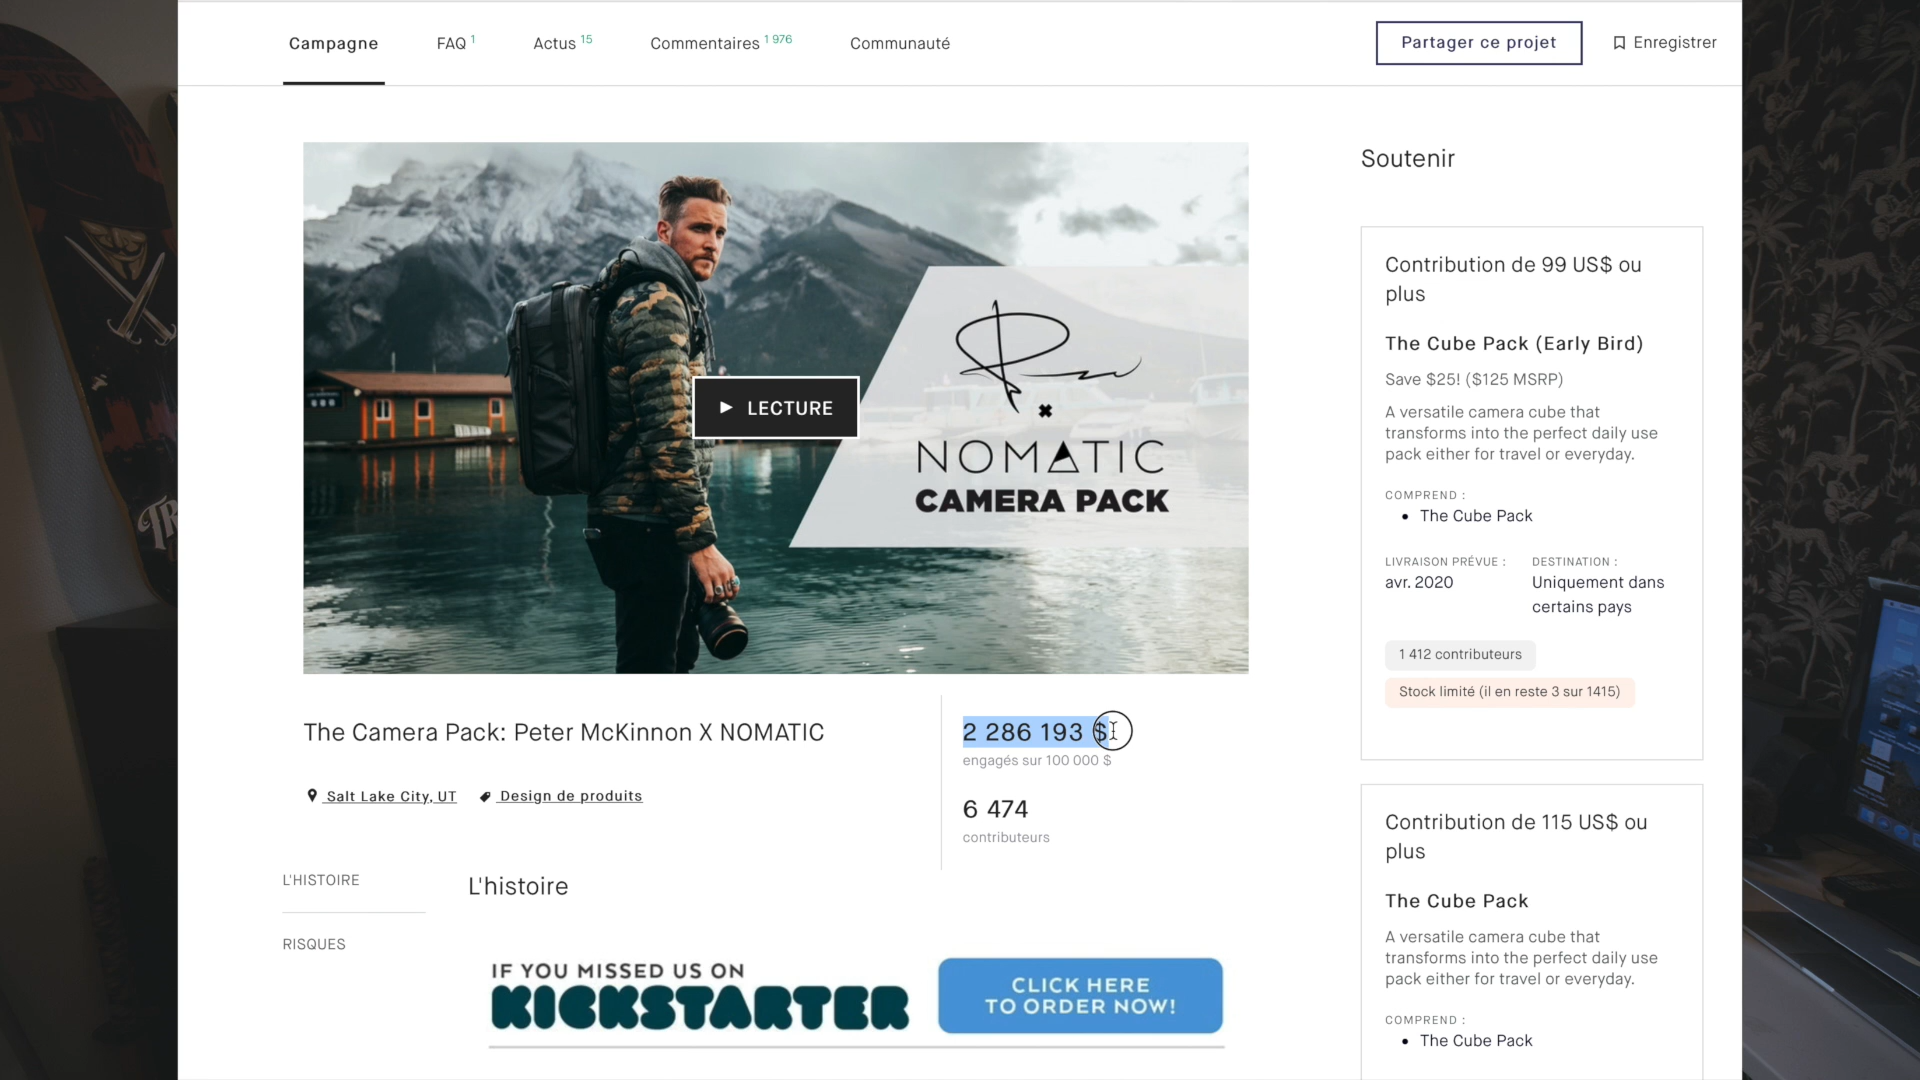 Campagne
FAQ 1
Actus 15
Commentaires 1 976
Communauté
Partager ce projet
Enregistrer
NOMATIC
CAMERA PACK
LECTURE
The Camera Pack: Peter McKinnon X NOMATIC
Salt Lake City, UT
Design de produits
2 286 193 $
engagés sur 100 000 $
6 474
contributeurs
L'HISTOIRE
RISQUES
L'histoire
IF YOU MISSED US ON
KICKSTARTER
CLICK HERE
TO ORDER NOW!
Soutenir
Contribution de 99 US$ ou
plus
The Cube Pack (Early Bird)
Save $25! ($125 MSRP)
A versatile camera cube that
transforms into the perfect daily use
pack either for travel or everyday.
COMPREND :
• The Cube Pack
LIVRAISON PRÉVUE :
avr. 2020
DESTINATION :
Uniquement dans
certains pays
1 412 contributeurs
Stock limité (il en reste 3 sur 1415)
Contribution de 115 US$ ou
plus
The Cube Pack
A versatile camera cube that
transforms into the perfect daily use
pack either for travel or everyday.
COMPREND :
• The Cube Pack